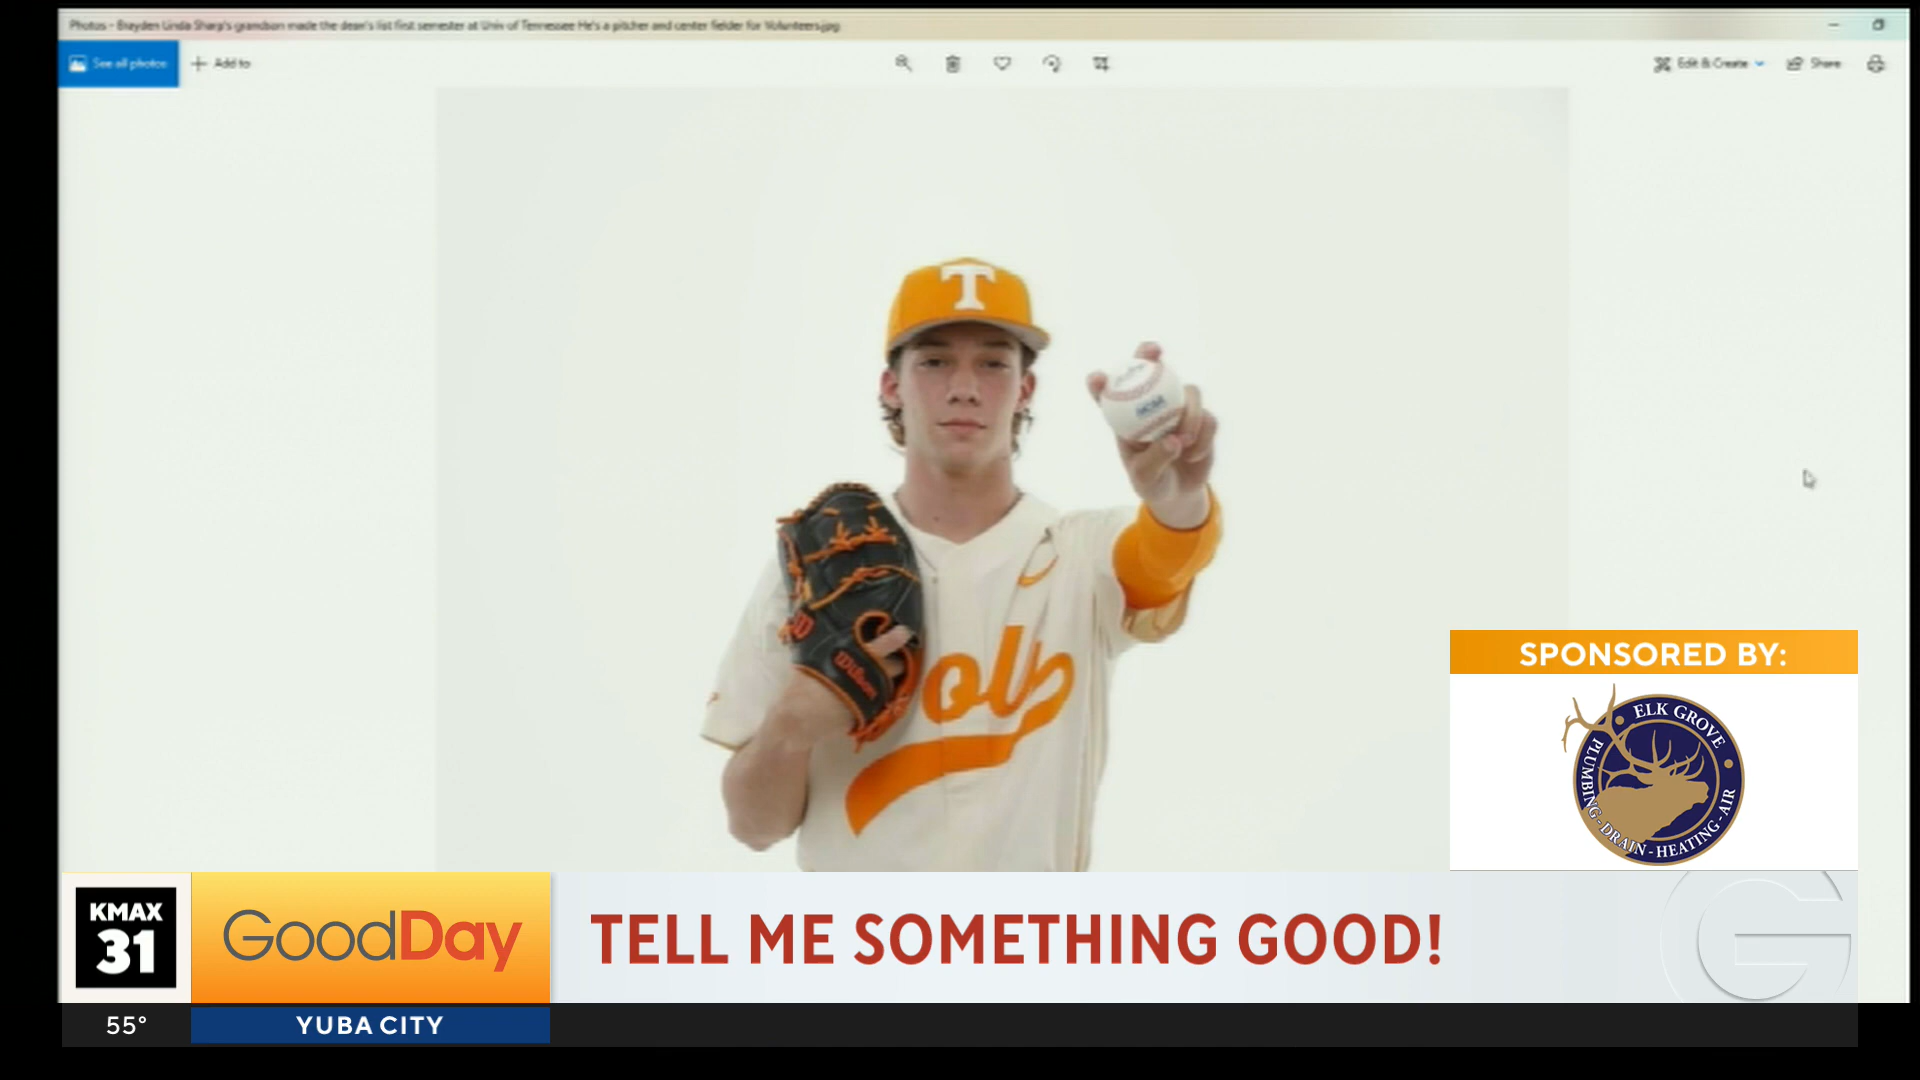 Photos - Brayden Linda Sharp's grandson made the dean's list first semester at Univ of Tennessee He's a pitcher and center fielder for Volunteers.jpg
See all photos
Add to
Edit & Create
Share
T
NCAA
Wilson
Vols
SPONSORED BY:
ELK GROVE
PLUMBING - DRAIN - HEATING - AIR
KMAX
31
GoodDay
TELL ME SOMETHING GOOD!
55°
YUBA CITY